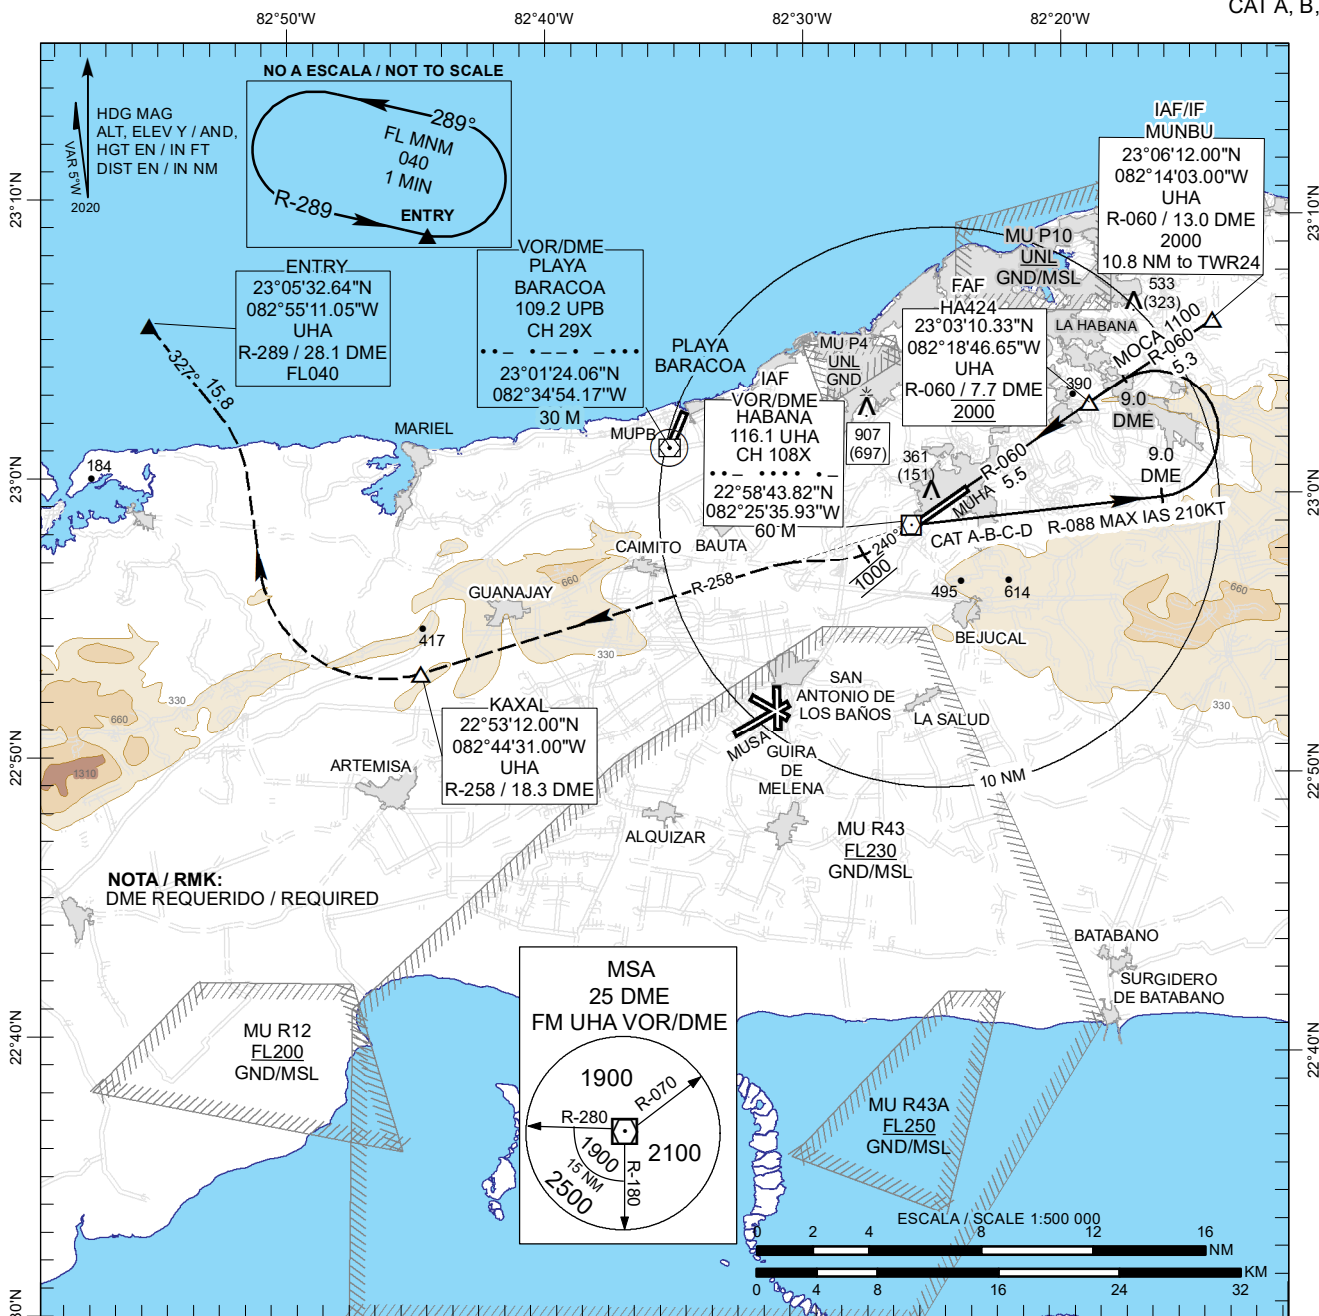 CAT A, B,
82°50'W
82°40'W
82°30'W
82°20'W
NO A ESCALA / NOT TO SCALE
HDG MAG
ALT, ELEV Y / AND,
HGT EN / IN FT
DIST EN / IN NM
VAR 5°W
2020
289°
FL MNM
040
1 MIN
R-289
ENTRY
ENTRY
23°05'32.64"N
082°55'11.05"W
UHA
R-289 / 28.1 DME
FL040
VOR/DME
PLAYA
BARACOA
109.2 UPB
CH 29X
••– •––• –•••
23°01'24.06"N
082°34'54.17"W
30 M
IAF/IF
MUNBU
23°06'12.00"N
082°14'03.00"W
UHA
R-060 / 13.0 DME
2000
10.8 NM to TWR24
23°10'N
23°10'N
MU P10
UNL
GND/MSL
533
(323)
FAF
HA424
23°03'10.33"N
082°18'46.65"W
UHA
R-060 / 7.7 DME
2000
LA HABANA
MOCA 1100
R-060
5.3
390
9.0
DME
9.0
DME
MU P4
UNL
GND
PLAYA
BARACOA
IAF
VOR/DME
HABANA
116.1 UHA
CH 108X
••– •••• •–
22°58'43.82"N
082°25'35.93"W
60 M
907
(697)
361
(151)
R-060
5.5
MUHA
MUPB
327°
15.8
MARIEL
184
23°0'N
23°0'N
CAT A-B-C-D
R-088 MAX IAS 210KT
240°
1000
CAIMITO
BAUTA
R-258
GUANAJAY
660
495
614
660
BEJUCAL
417
330
330
660
1310
330
KAXAL
22°53'12.00"N
082°44'31.00"W
UHA
R-258 / 18.3 DME
SAN
ANTONIO DE
LOS BAÑOS
LA SALUD
MUSA
GUIRA
DE
MELENA
22°50'N
22°50'N
ARTEMISA
10 NM
ALQUIZAR
MU R43
FL230
GND/MSL
NOTA / RMK:
DME REQUERIDO / REQUIRED
BATABANO
SURGIDERO
DE BATABANO
MSA
25 DME
FM UHA VOR/DME
1900
R-070
R-280
1900
15 NM
2100
R-180
2500
MU R12
FL200
GND/MSL
22°40'N
22°40'N
MU R43A
FL250
GND/MSL
ESCALA / SCALE 1:500 000
0 2 4 8 12 16
NM
KM
0 4 8 16 24 32